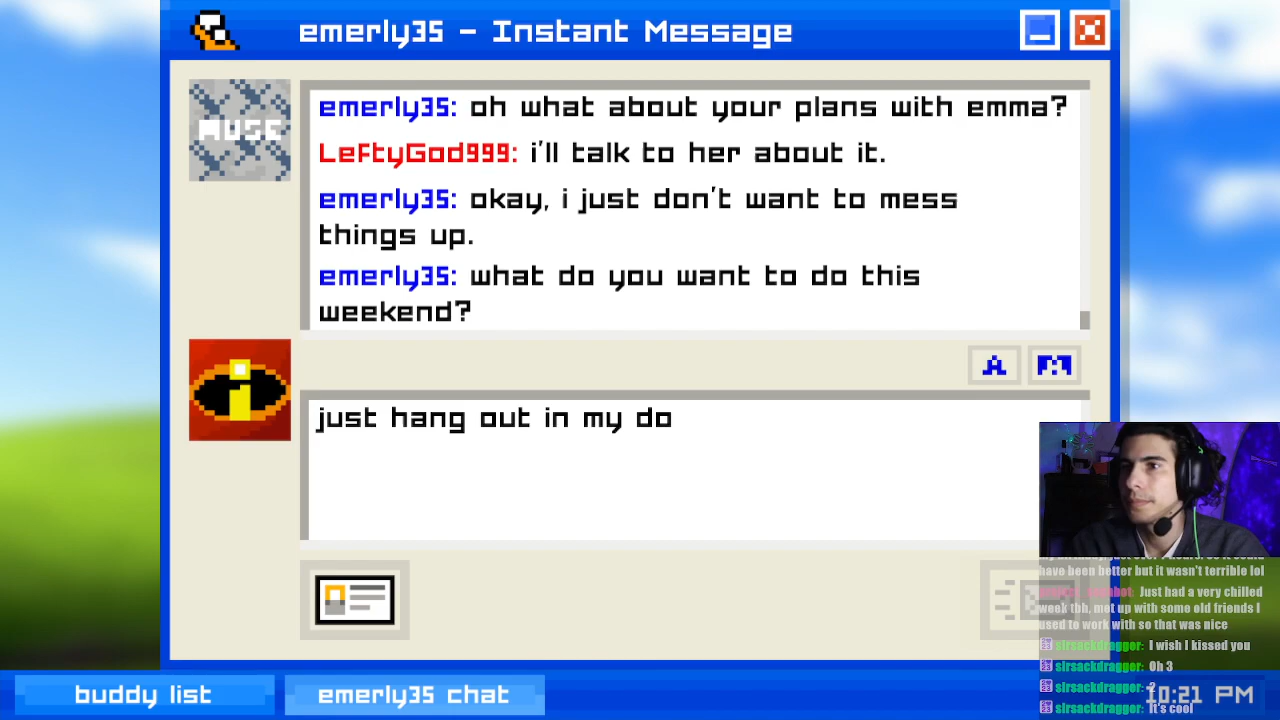 emerly35 - Instant Message
MUSE
emerly35: oh what about your plans with emma?
LeftyGod999: i'll talk to her about it.
emerly35: okay, i just don't want to mess
things up.
emerly35: what do you want to do this
weekend?
A
just hang out in my do
have been better but it wasn't terrible lol
Just had a very chilled
week tbh, met up with some old friends I
used to work with so that was nice
sirsackdragger: I wish I kissed you
sirsackdragger: Oh 3
sirsackdragger: ?
sirsackdragger: It's cool
buddy list
emerly35 chat
10:21 PM